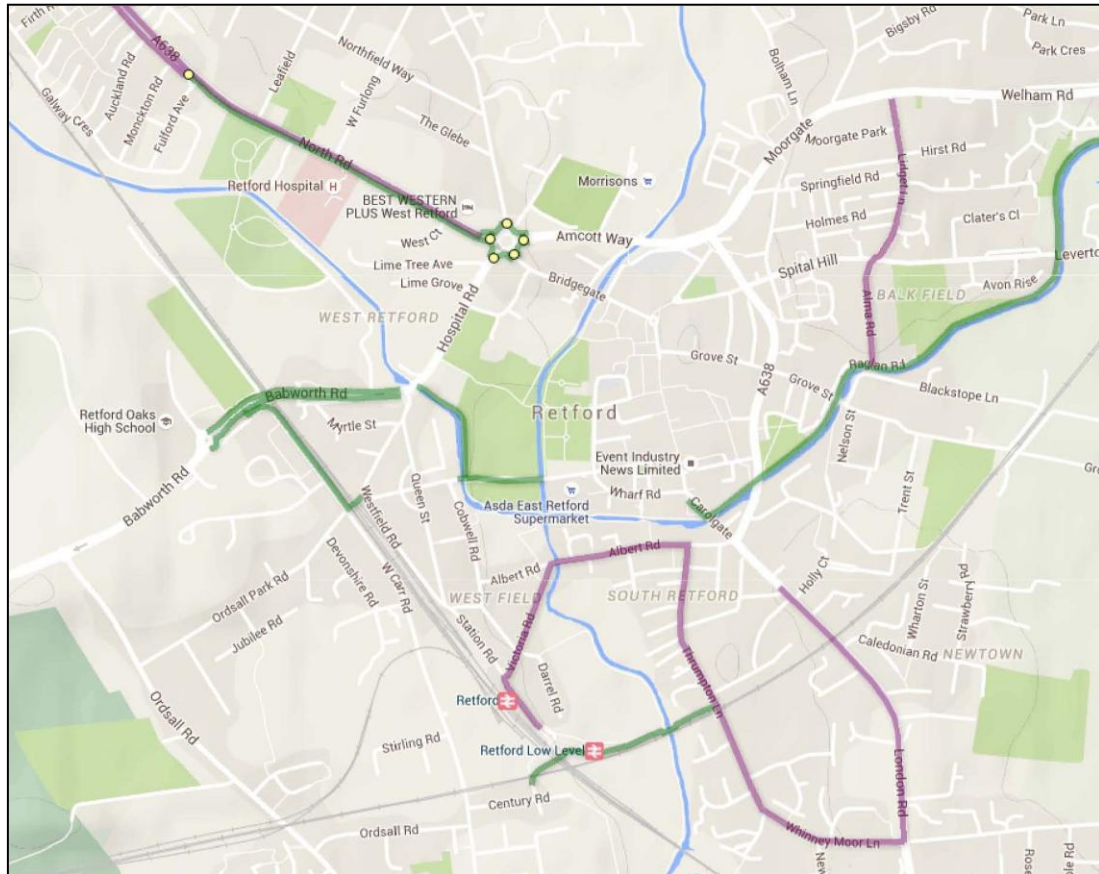 Firth R
A638
Auckland Rd
Monckton Rd
Fulford Ave
Galway Cres
Leafield
Northfield Way
W Furlong
The Glebe
North Rd
Retford Hospital
H
BEST WESTERN
PLUS West Retford
West Ct
Lime Tree Ave
Lime Grove
Hospital Rd
WEST RETFORD
Morrisons
Amcott Way
Bridgegate
Bigsby Rd
Park Ln
Park Cres
Bolham Ln
Welham Rd
Moorgate
Moorgate Park
Hirst Rd
Lidget Ln
Springfield Rd
Holmes Rd
Clater's Cl
Spital Hill
Leverto
BALK FIELD
Avon Rise
Alma Rd
Grove St
Raglan Rd
A638
Grove St
Blackstope Ln
Gro
Nelson St
Trent St
Babworth Rd
Retford Oaks
High School
Myrtle St
Babworth Rd
Queen St
Westfield Rd
Cobwell Rd
Retford
Event Industry
News Limited
Wharf Rd
Asda East Retford
Supermarket
Carolgate
Devonshire Rd
W Carr Rd
Ordsall Park Rd
Jubilee Rd
Albert Rd
Albert Rd
WEST FIELD
SOUTH RETFORD
Holly Ct
Wharton St
Strawberry Rd
Caledonian Rd
NEWTOWN
Station Rd
Victoria Rd
Darrel Rd
Thrumpton Ln
Retford
Ordsall Rd
Stirling Rd
Retford Low Level
Century Rd
London Rd
Ordsall Rd
Whinney Moor Ln
New
Rose
ple Rd